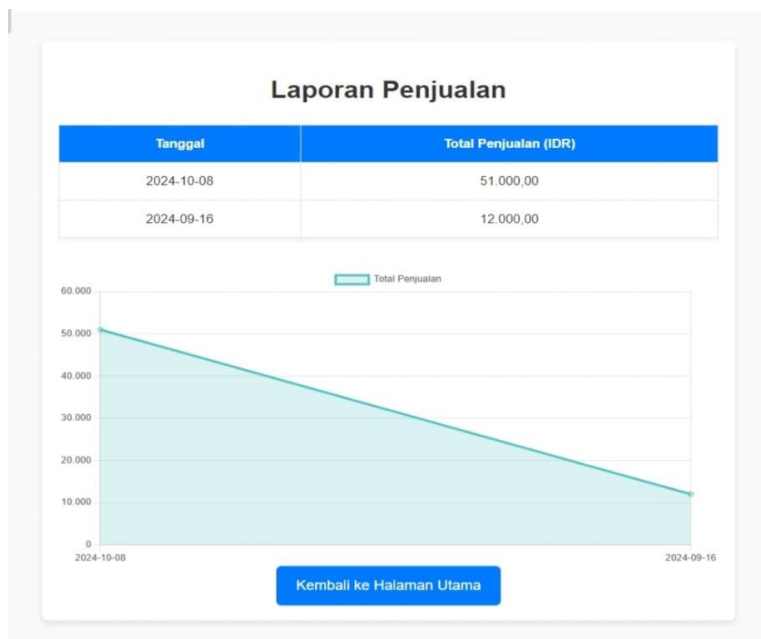 Laporan Penjualan
Tanggal Total Penjualan (IDR)
2024-10-08 51.000,00
2024-09-16 12.000,00
Total Penjualan
60.000
50.000
40.000
30.000
20.000
10.000
0
2024-10-08 2024-09-16
Kembali ke Halaman Utama